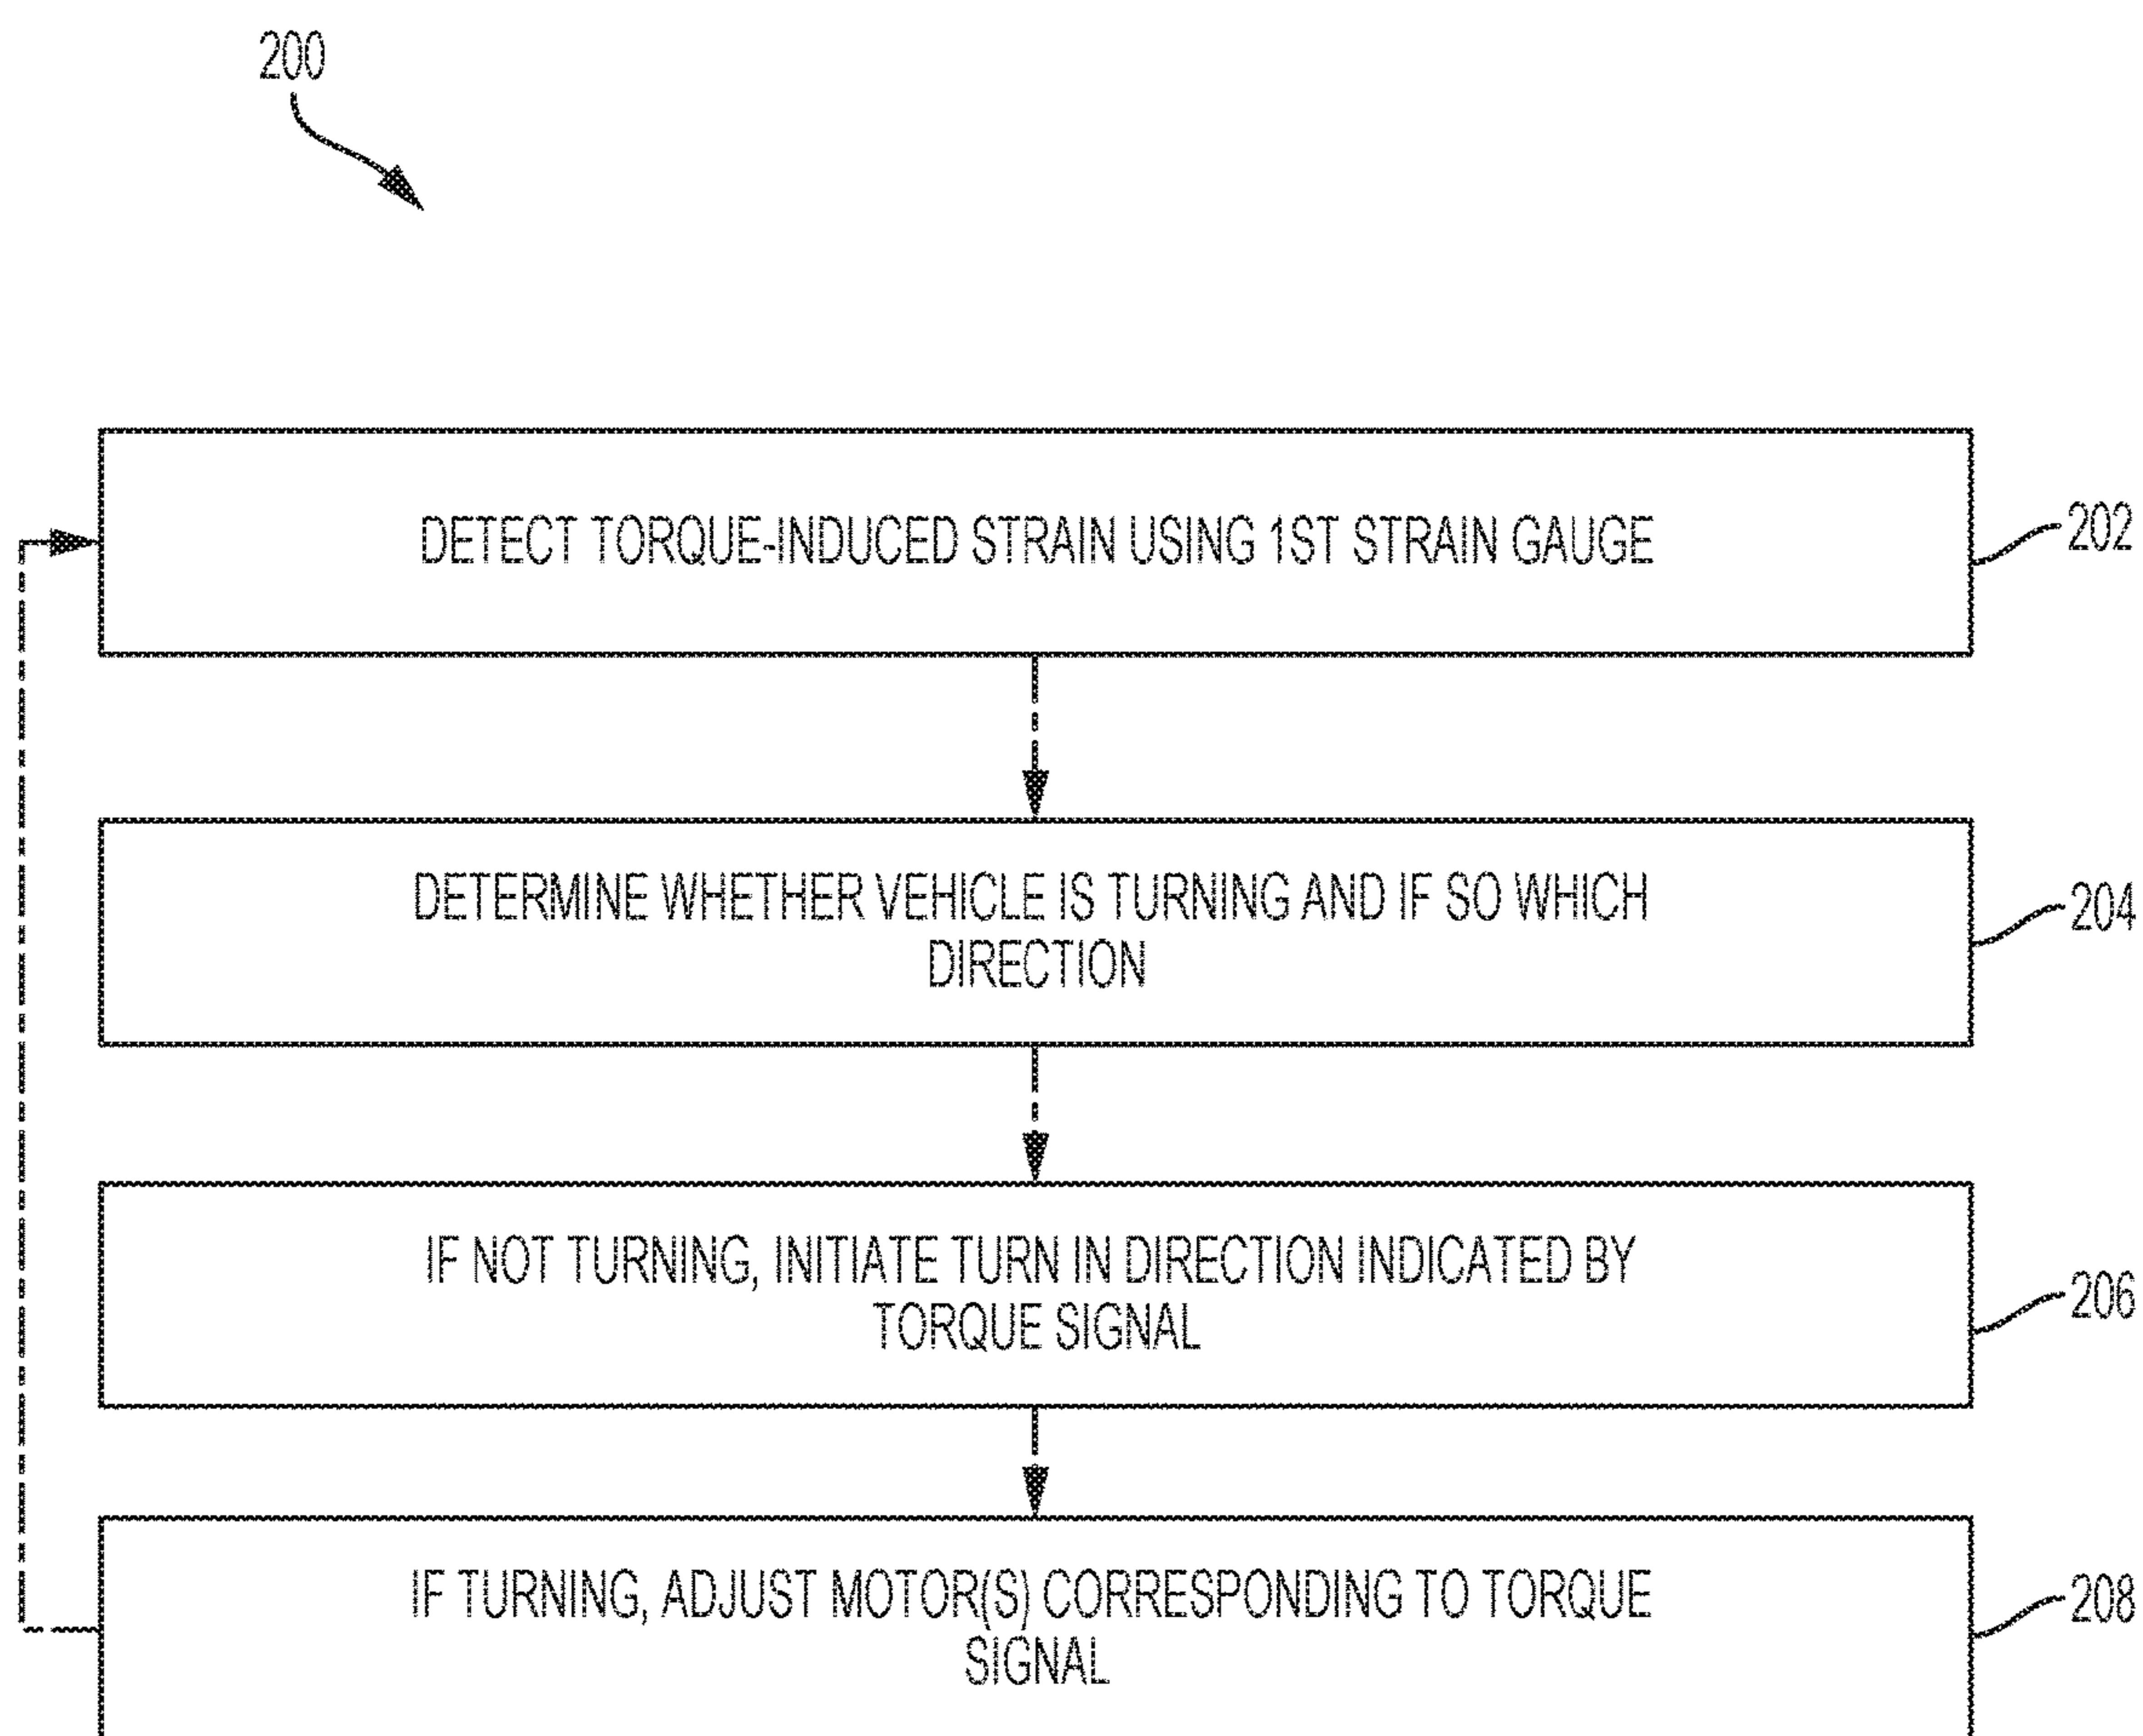 200
DETECT TORQUE-INDUCED STRAIN USING 1ST STRAIN GAUGE
202
DETERMINE WHETHER VEHICLE IS TURNING AND IF SO WHICH
DIRECTION
204
IF NOT TURNING, INITIATE TURN IN DIRECTION INDICATED BY
TORQUE SIGNAL
206
IF TURNING, ADJUST MOTOR(S) CORRESPONDING TO TORQUE
SIGNAL
208